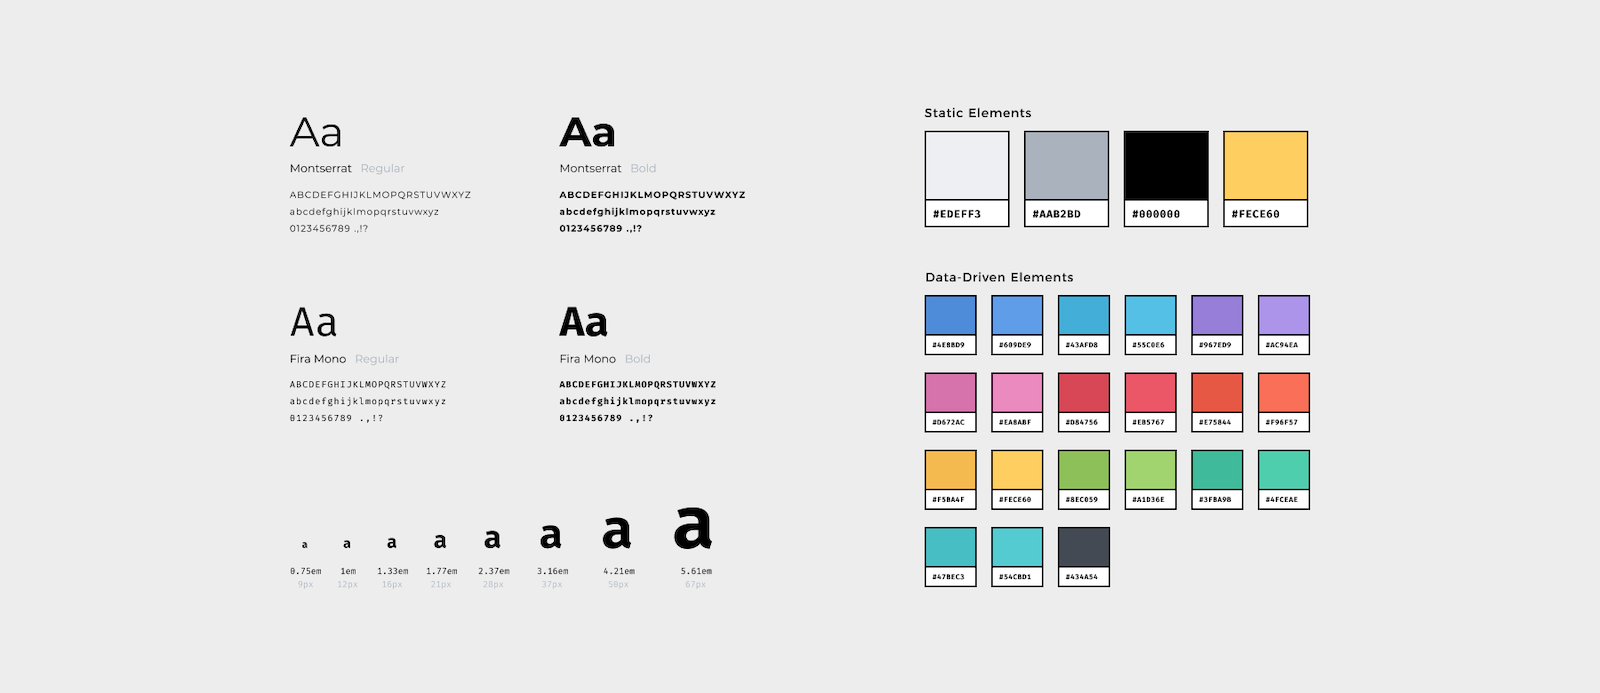 Aa
Montserrat Regular
ABCDEFGHIJKLMOPQRSTUVWXYZ
abcdefghijklmopqrstuvwxyz
0123456789 .,!?
Aa
Montserrat Bold
ABCDEFGHIJKLMOPQRSTUVWXYZ
abcdefghijklmopqrstuvwxyz
0123456789 .,!?
Aa
Fira Mono Regular
ABCDEFGHIJKLMOPQRSTUVWXYZ
abcdefghijklmopqrstuvwxyz
0123456789 .,!?
Aa
Fira Mono Bold
ABCDEFGHIJKLMOPQRSTUVWXYZ
abcdefghijklmopqrstuvwxyz
0123456789 .,!?
a a a a a a a a
0.75em 1em 1.33em 1.77em 2.37em 3.16em 4.21em 5.61em
9px 12px 16px 21px 28px 37px 50px 67px
Static Elements
#EDEFF3 #AAB2BD #000000 #FECE60
Data-Driven Elements
#4E8BD9 #609DE9 #43AFD8 #55C0E6 #967ED9 #AC94EA
#D672AC #EA8ABF #D84756 #EB5767 #E75844 #F96F57
#F5BA4F #FECE60 #8EC059 #A1D36E #3FBA9B #4FCEAE
#47BEC3 #54CBD1 #434A54